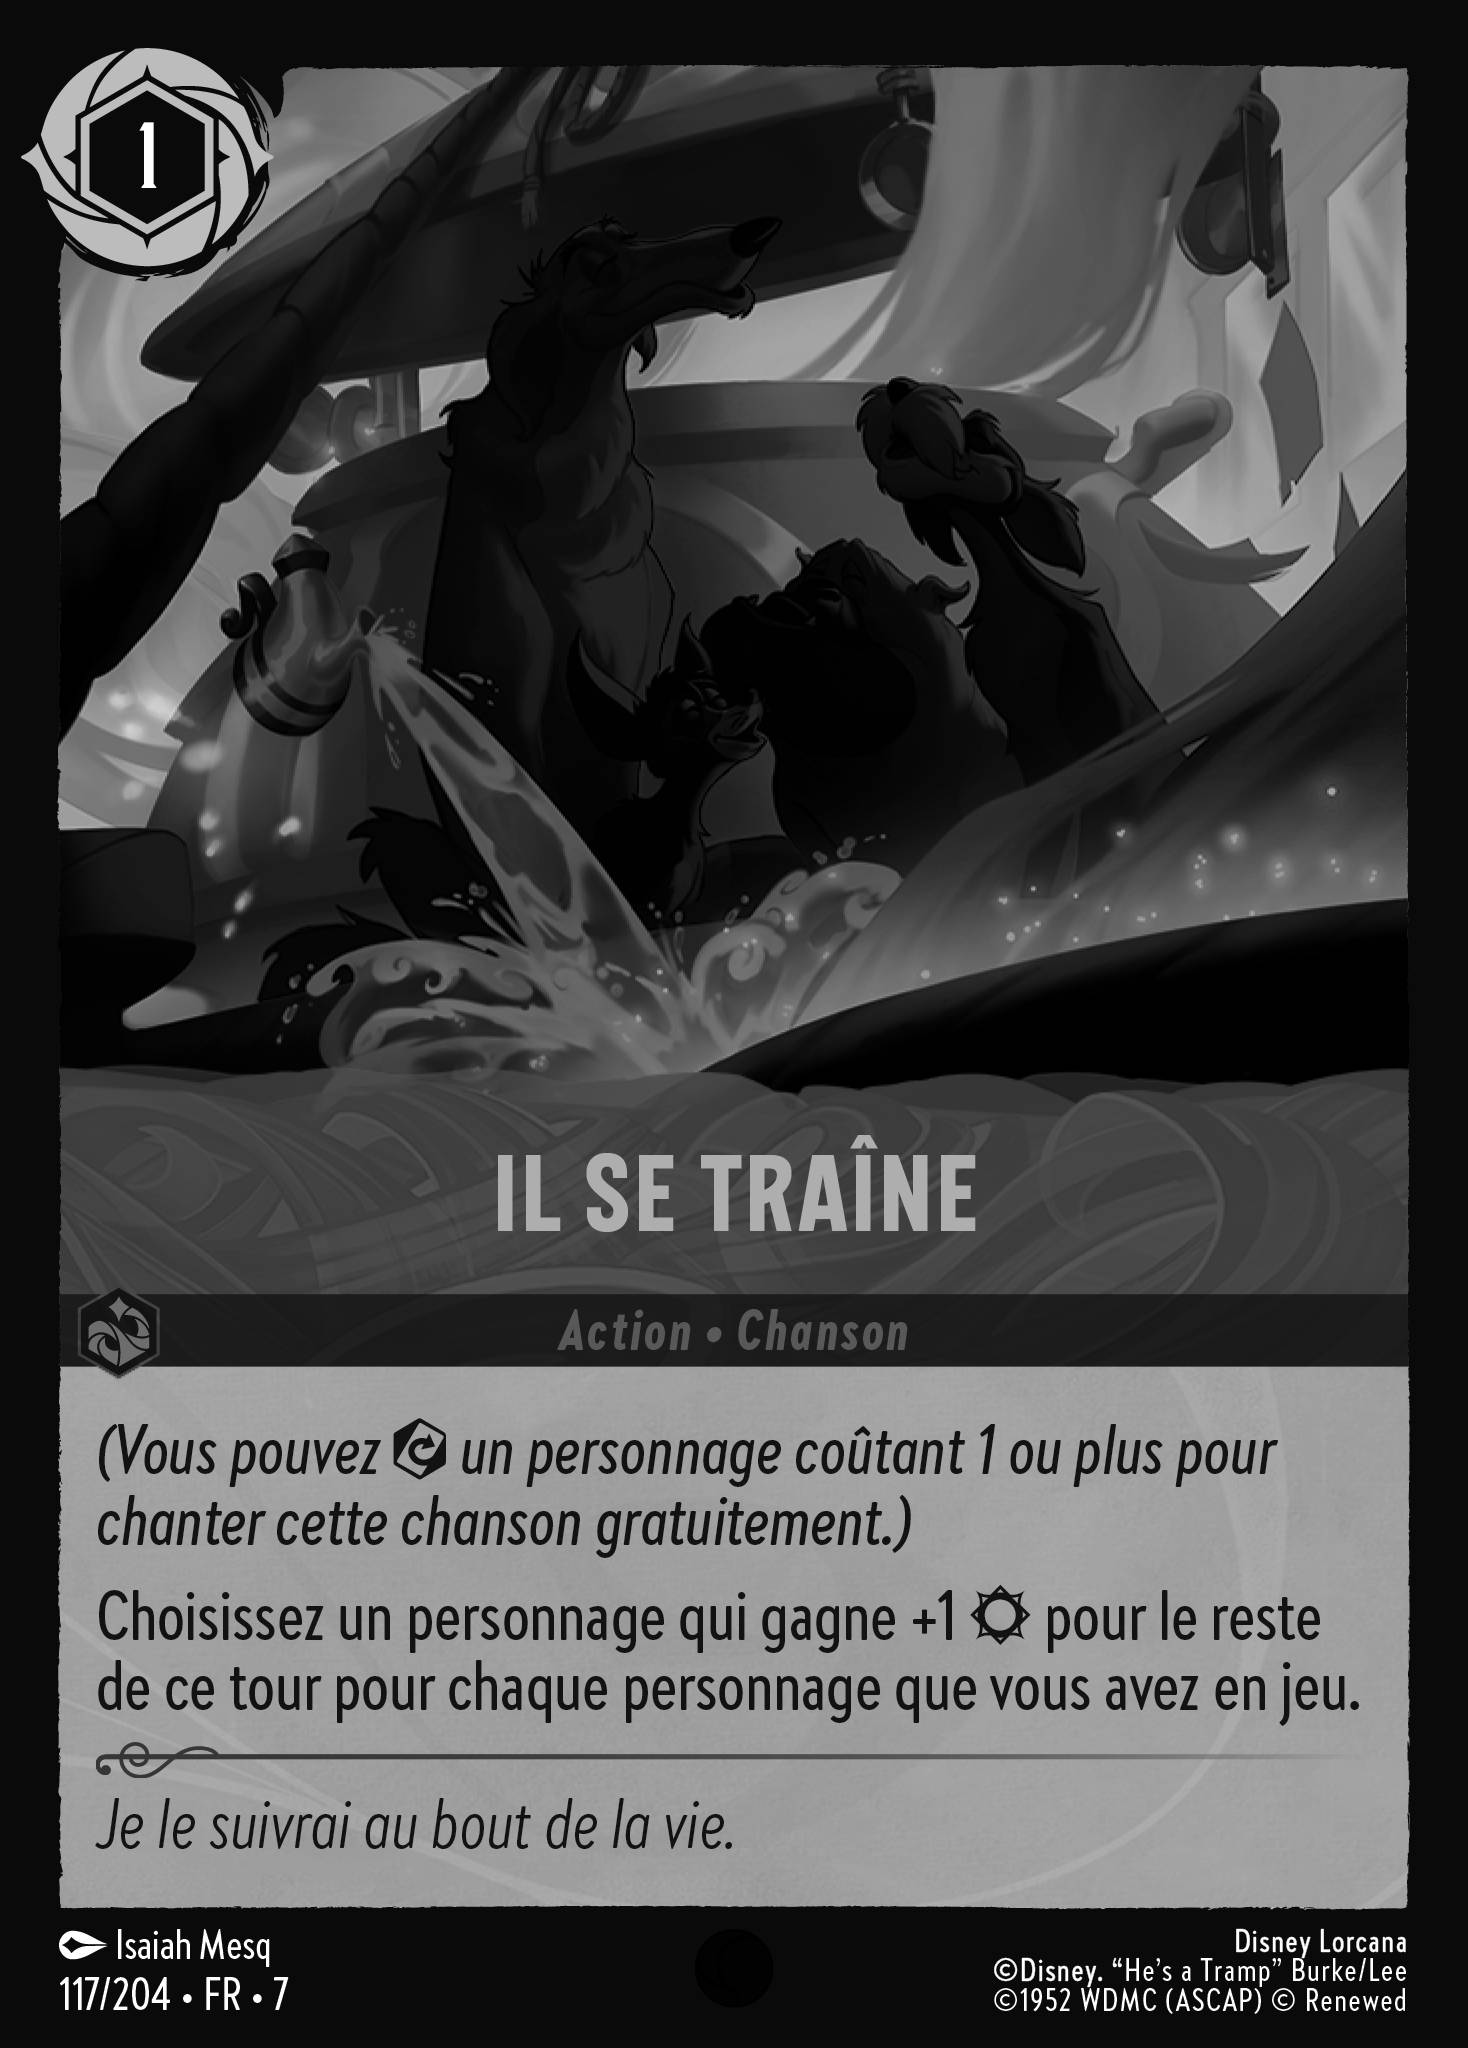 1
IL SE TRAÎNE
Action • Chanson
(Vous pouvez un personnage coûtant 1 ou plus pour
chanter cette chanson gratuitement.)
Choisissez un personnage qui gagne +1 pour le reste
de ce tour pour chaque personnage que vous avez en jeu.
Je le suivrai au bout de la vie.
Isaiah Mesq
117/204 • FR • 7
Disney Lorcana
©Disney. “He’s a Tramp” Burke/Lee
©1952 WDMC (ASCAP) © Renewed